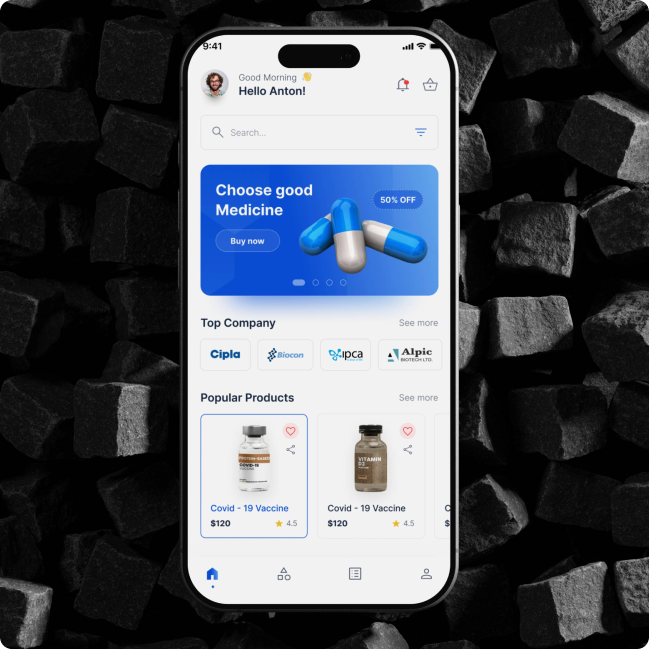 9:41
Good Morning 👋
Hello Anton!
Search...
Choose good
Medicine
50% OFF
Buy now
Top Company
See more
Cipla
Biocon
ipca
Alpic
BIOTECH LTD.
Popular Products
See more
COVID-19
VITAMIN
D3
Covid - 19 Vaccine
$120
4.5
Covid - 19 Vaccine
$120
4.5
C
$